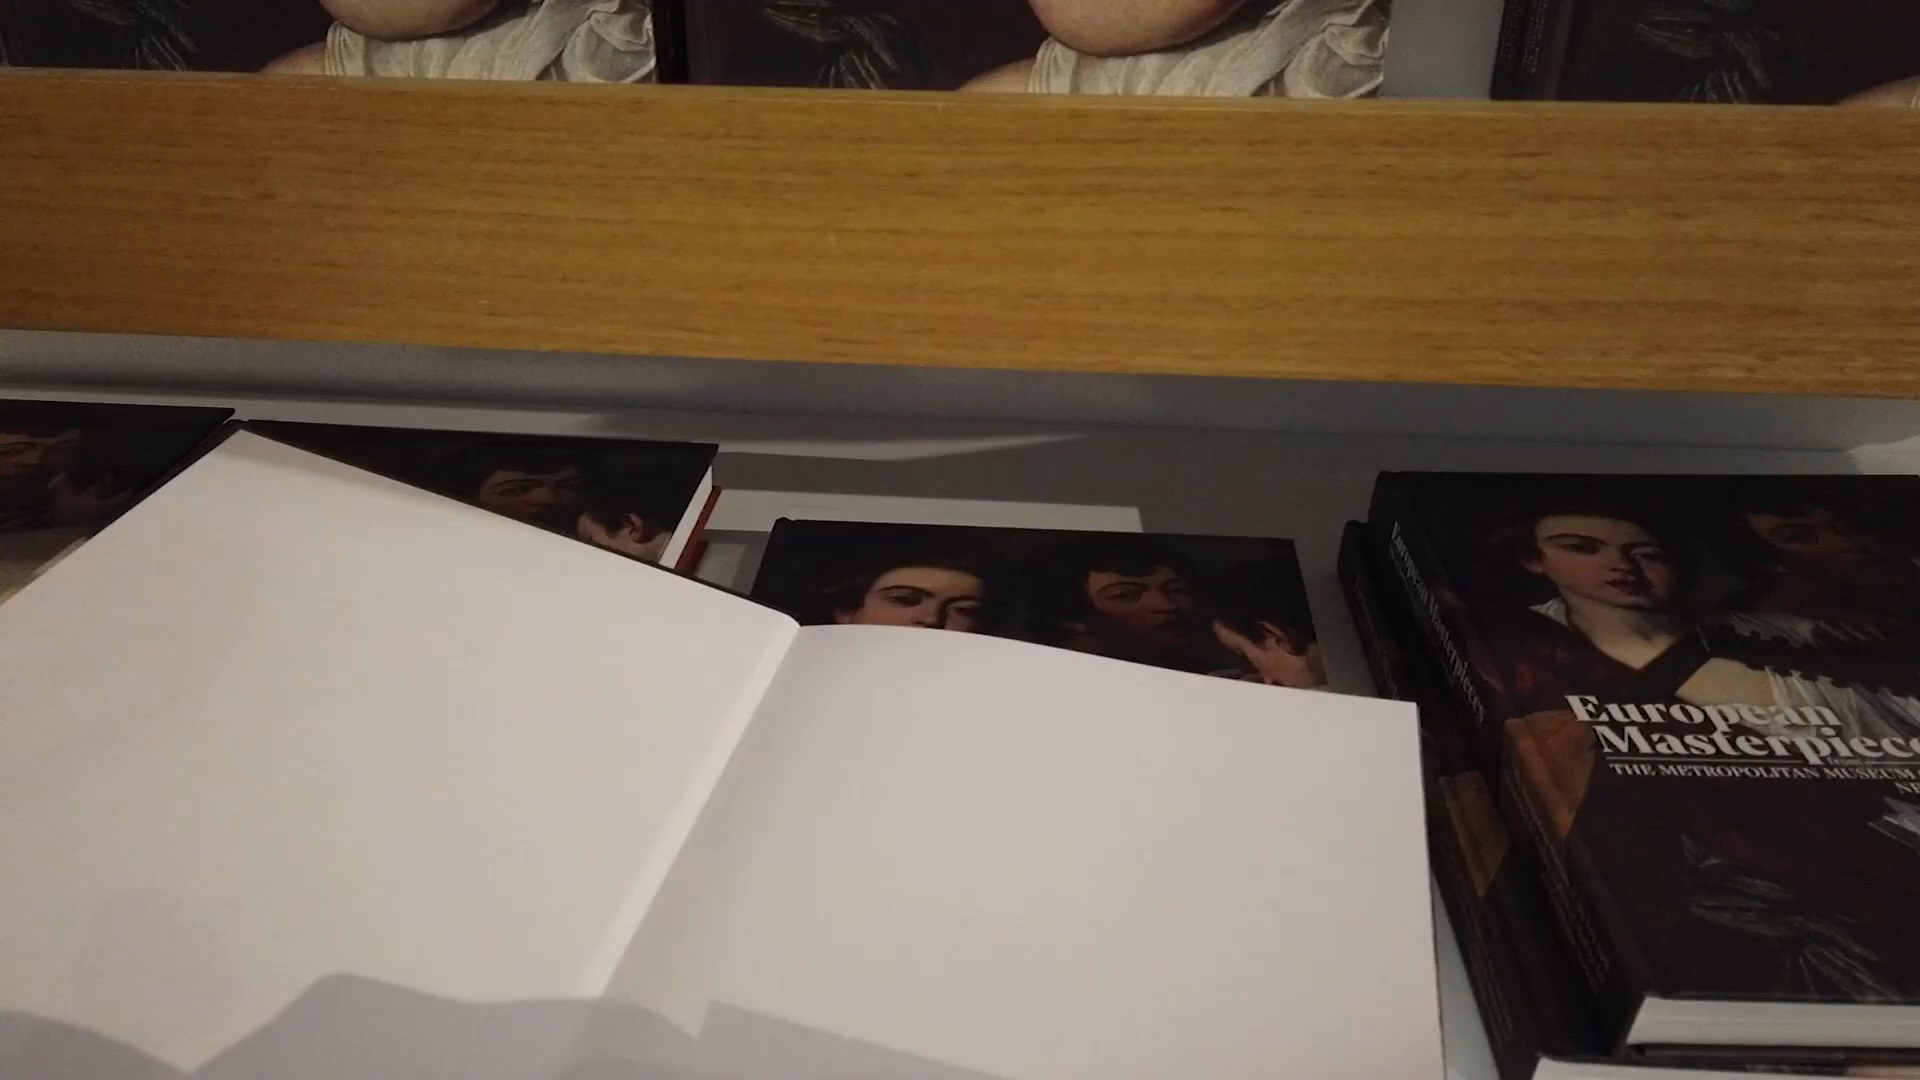 European Masterpieces
European
Masterpiece
from
THE METROPOLITAN MUSEUM